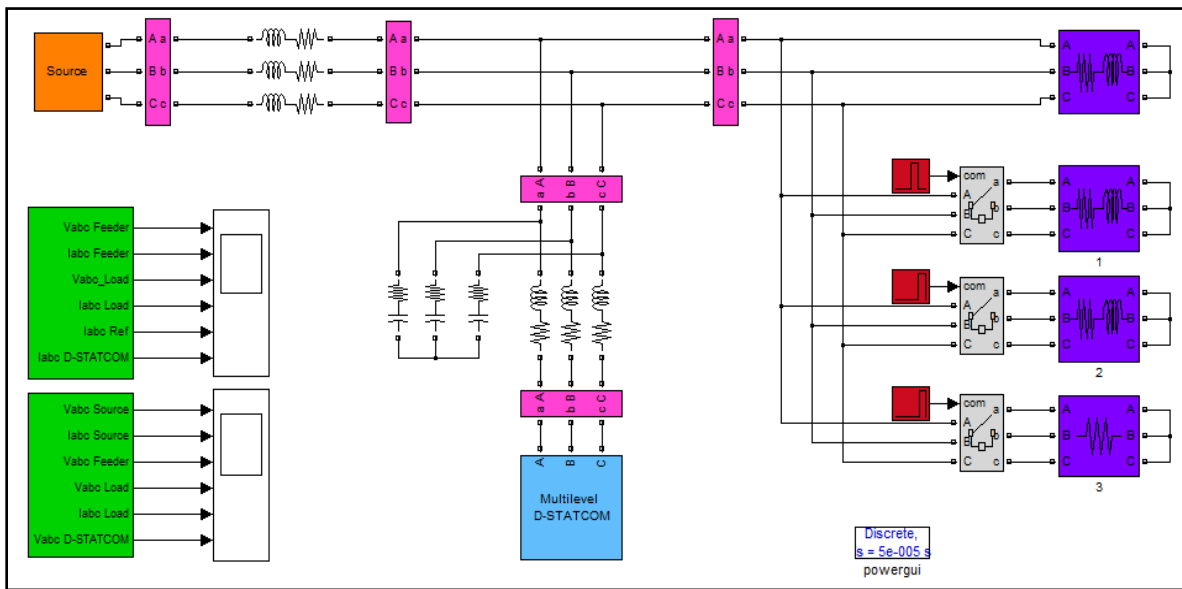 Source
A a
B b
C c
A a
B b
C c
A a
B b
C c
A A
B B
C C
a A
b B
c C
com
A a
B b
C c
A A
B B
C C
1
com
A a
B b
C c
A A
B B
C C
2
com
A a
B b
C c
A A
B B
C C
3
Vabc Feeder
Iabc Feeder
Vabc_Load
Iabc Load
Iabc Ref
Iabc D-STATCOM
Vabc Source
Iabc Source
Vabc Feeder
Vabc Load
Iabc Load
Vabc D-STATCOM
a A
b B
c C
A B C
Multilevel
D-STATCOM
Discrete,
s = 5e-005 s
powergui